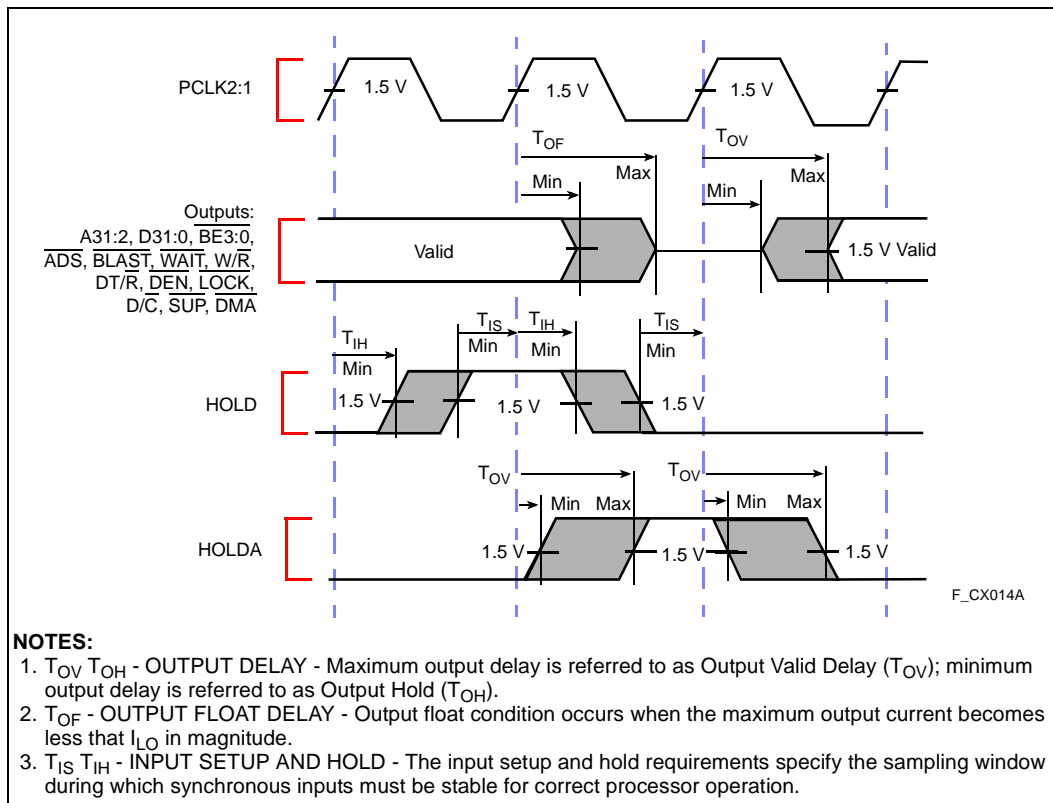 PCLK2:1
1.5 V
1.5 V
1.5 V
TOF
TOV
Min
Max
Min
Max
Outputs:
A31:2, D31:0, BE3:0,
ADS, BLAST, WAIT, W/R,
DT/R, DEN, LOCK,
D/C, SUP, DMA
Valid
1.5 V Valid
TIH
Min
TIS
Min
TIH
Min
TIS
Min
HOLD
1.5 V
1.5 V
1.5 V
TOV
TOV
Min
Max
Min
Max
HOLDA
1.5 V
1.5 V
1.5 V
F_CX014A
NOTES:
1. TOV TOH - OUTPUT DELAY - Maximum output delay is referred to as Output Valid Delay (TOV); minimum
output delay is referred to as Output Hold (TOH).
2. TOF - OUTPUT FLOAT DELAY - Output float condition occurs when the maximum output current becomes
less that ILO in magnitude.
3. TIS TIH - INPUT SETUP AND HOLD - The input setup and hold requirements specify the sampling window
during which synchronous inputs must be stable for correct processor operation.